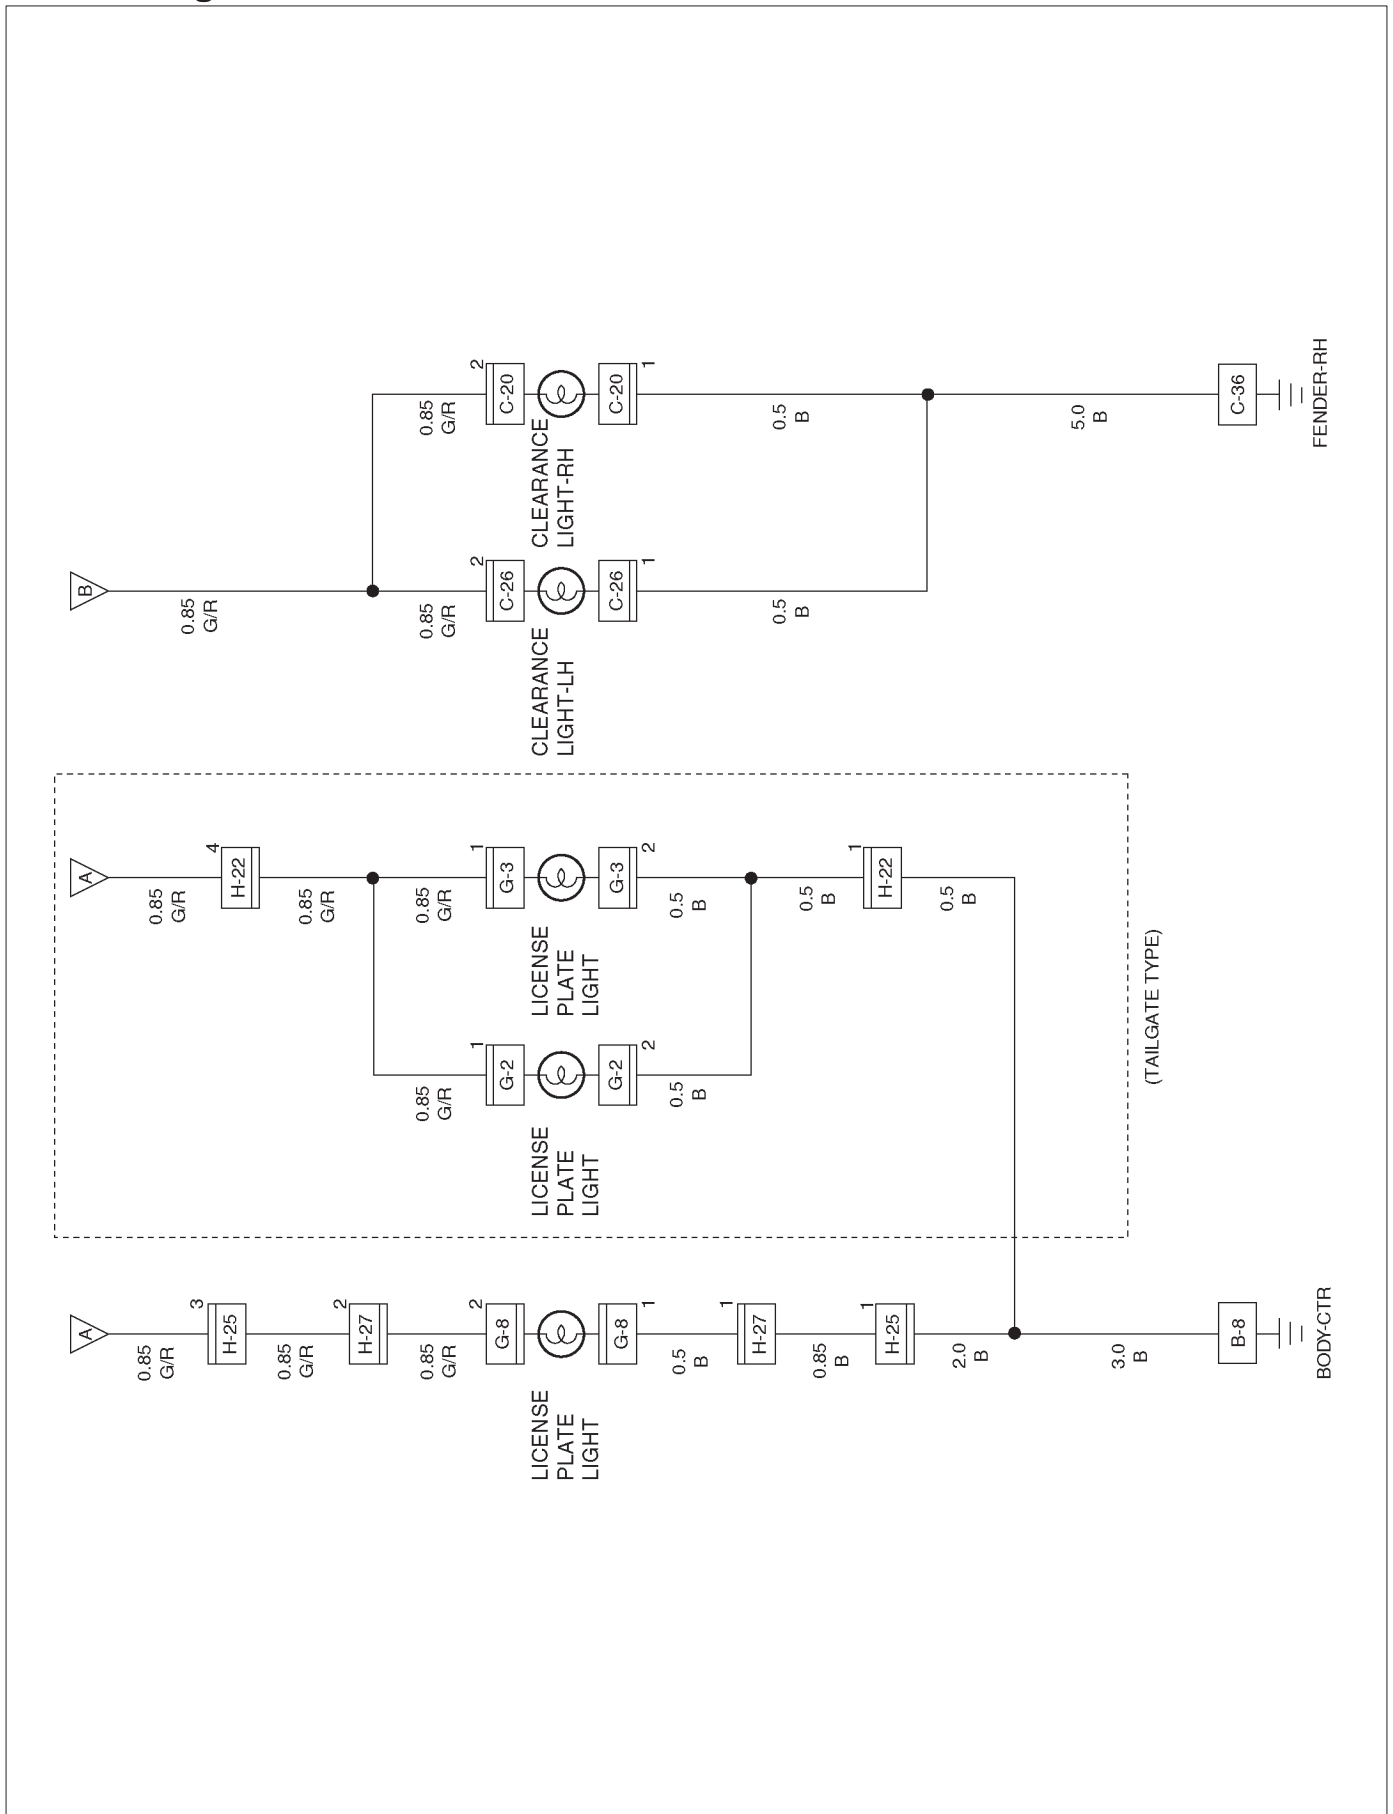 A
0.85
G/R
H-25
3
0.85
G/R
H-27
2
0.85
G/R
G-8
2
LICENSE
PLATE
LIGHT
G-8
1
0.5
B
H-27
1
0.85
B
H-25
1
2.0
B
3.0
B
B-8
BODY-CTR
A
0.85
G/R
H-22
4
0.85
G/R
0.85
G/R
G-2
1
LICENSE
PLATE
LIGHT
G-2
2
0.5
B
0.85
G/R
G-3
1
LICENSE
PLATE
LIGHT
G-3
2
0.5
B
0.5
B
H-22
1
0.5
B
(TAILGATE TYPE)
B
0.85
G/R
0.85
G/R
C-26
2
CLEARANCE
LIGHT-LH
C-26
1
0.5
B
0.85
G/R
C-20
2
CLEARANCE
LIGHT-RH
C-20
1
0.5
B
5.0
B
C-36
FENDER-RH